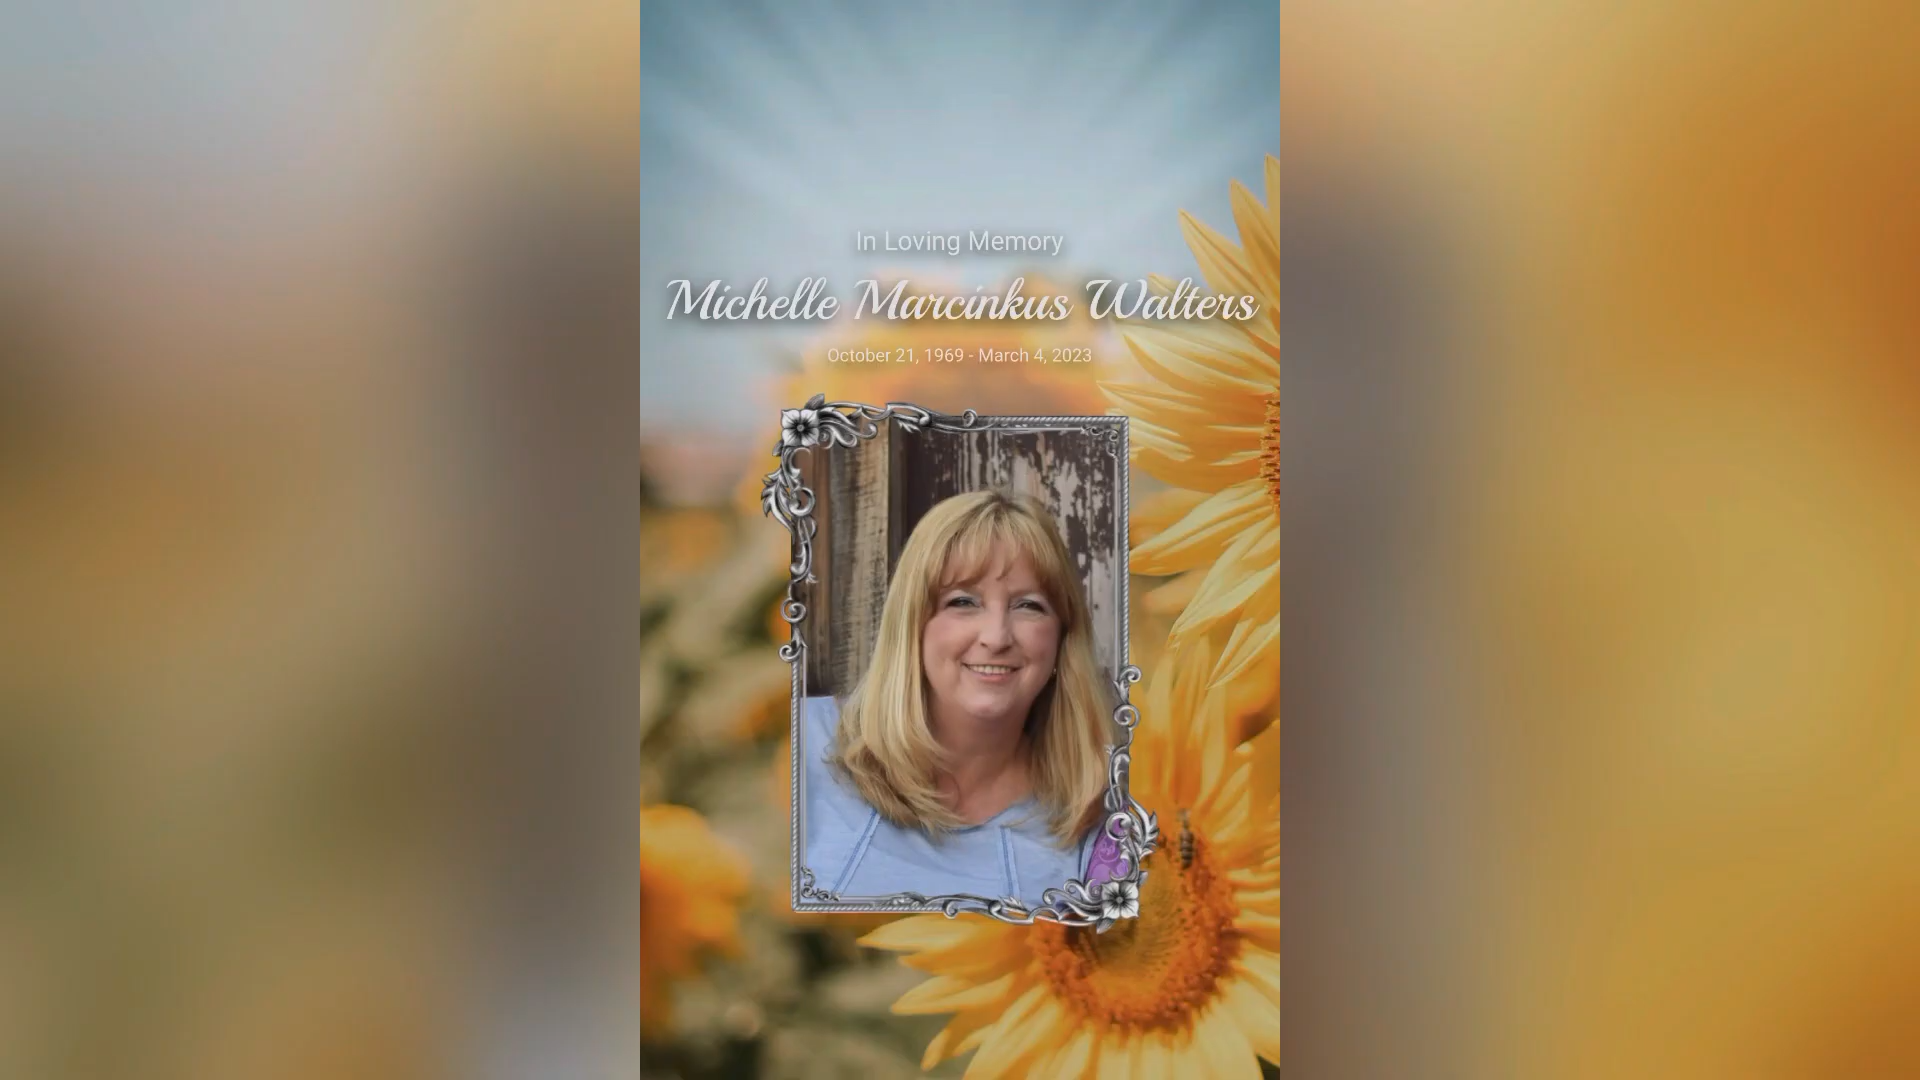 In Loving Memory
Michelle Marcinkus Walters
October 21, 1969 - March 4, 2023